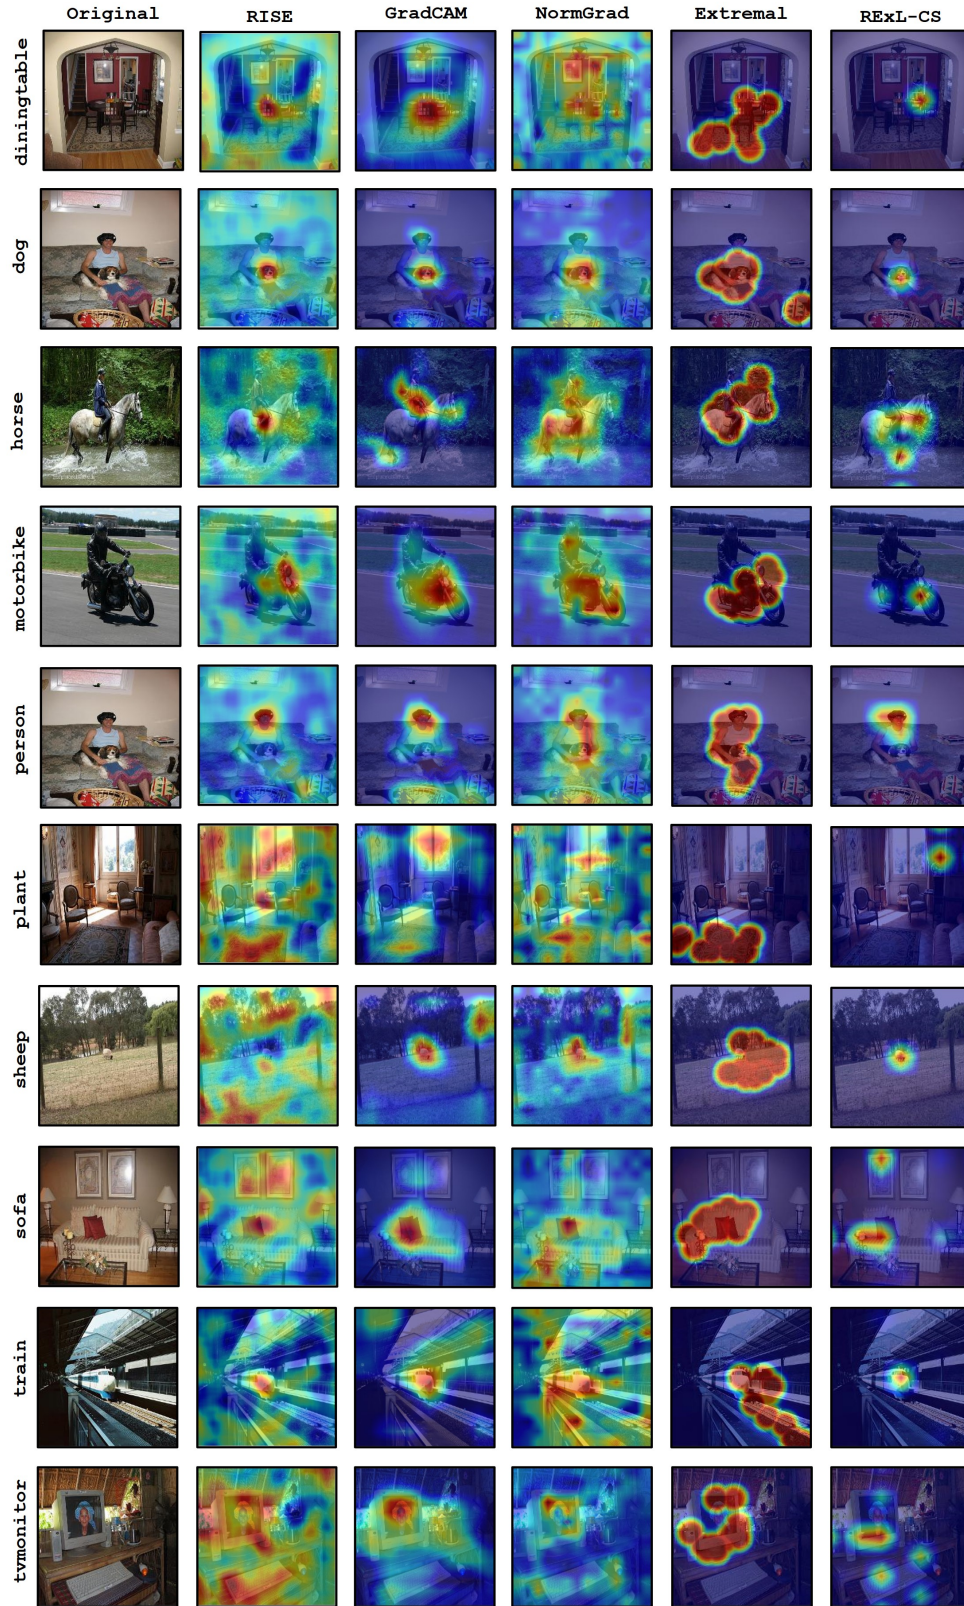 Original RISE GradCAM NormGrad Extremal RExL-CS
diningtable
dog
horse
motorbike
person
plant
sheep
sofa
train
tvmonitor